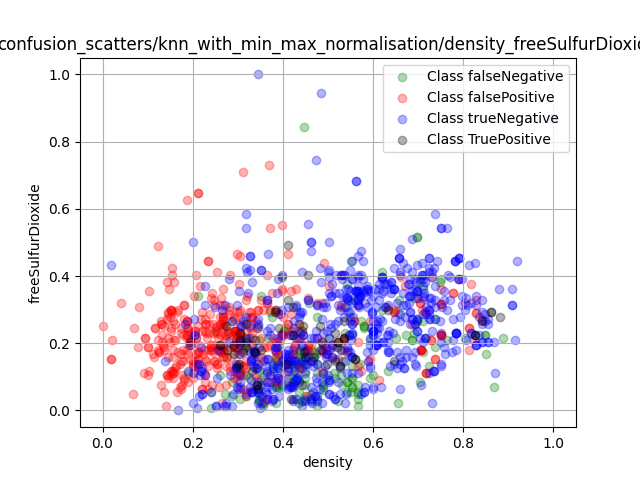 confusion_scatters/knn_with_min_max_normalisation/density_freeSulfurDioxid
Class falseNegative
Class falsePositive
Class trueNegative
Class TruePositive
freeSulfurDioxide
1.0
0.8
0.6
0.4
0.2
0.0
0.0 0.2 0.4 0.6 0.8 1.0
density